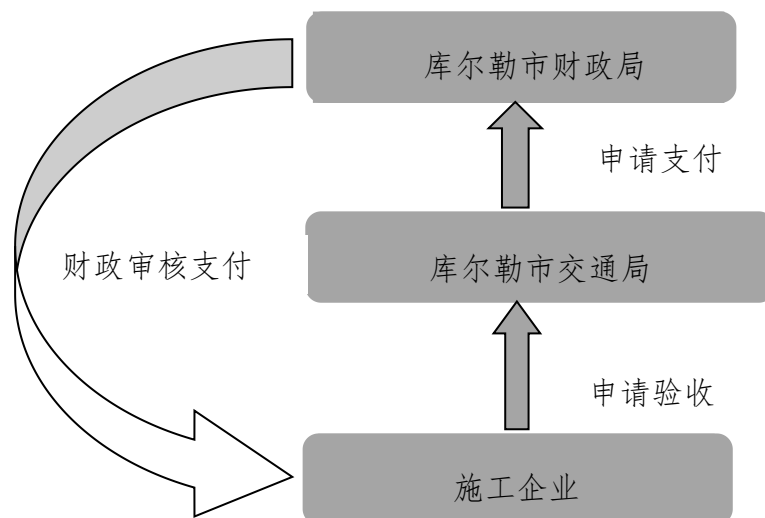 库尔勒市财政局
申请支付
财政审核支付
库尔勒市交通局
申请验收
施工企业